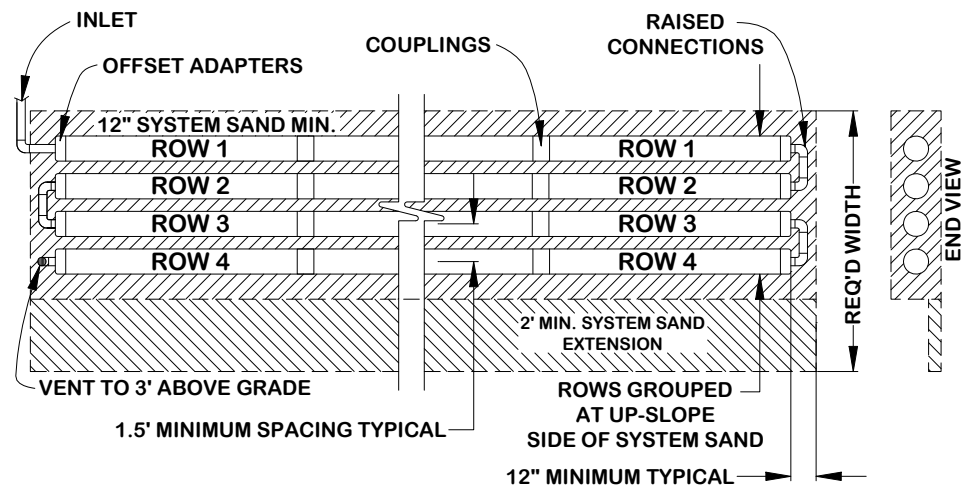 INLET
OFFSET ADAPTERS
COUPLINGS
RAISED
CONNECTIONS
12" SYSTEM SAND MIN.
ROW 1
ROW 1
ROW 2
ROW 2
ROW 3
ROW 3
ROW 4
ROW 4
REQ'D WIDTH
END VIEW
2' MIN. SYSTEM SAND
EXTENSION
VENT TO 3' ABOVE GRADE
1.5' MINIMUM SPACING TYPICAL
ROWS GROUPED
AT UP-SLOPE
SIDE OF SYSTEM SAND
12" MINIMUM TYPICAL